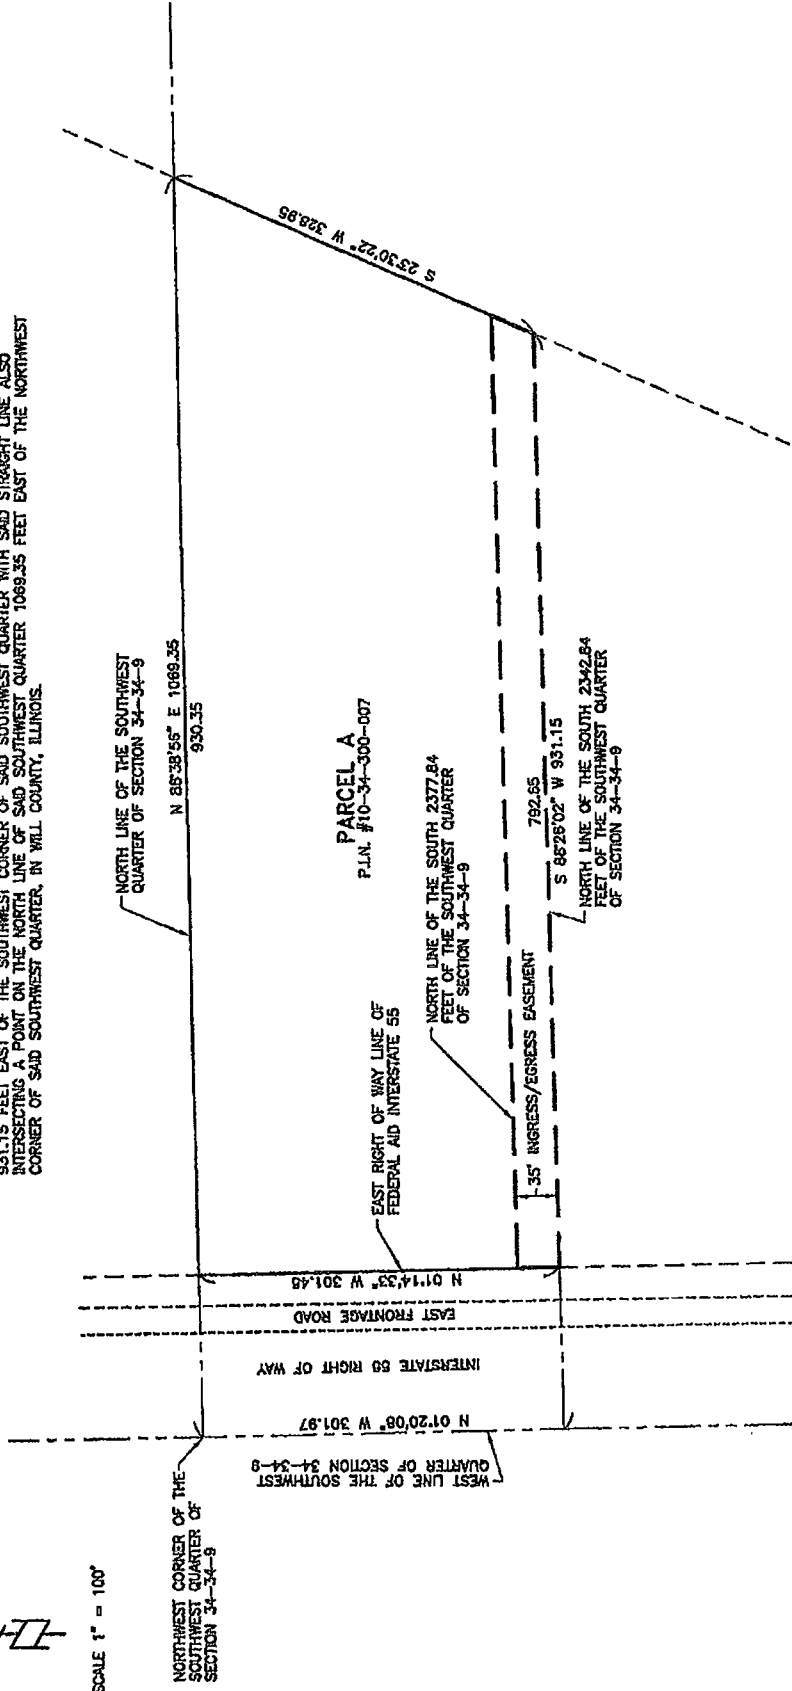 931.15 FEET EAST OF THE SOUTHWEST CORNER OF SAID SOUTHWEST QUARTER WITH SAID STRAIGHT LINE ALSO
INTERSECTING A POINT ON THE NORTH LINE OF SAID SOUTHWEST QUARTER 1069.35 FEET EAST OF THE NORTHWEST
CORNER OF SAID SOUTHWEST QUARTER, IN WILL COUNTY, ILLINOIS.
SCALE 1" = 100'
NORTHWEST CORNER OF THE
SOUTHWEST QUARTER OF
SECTION 34-34-9
NORTH LINE OF THE SOUTHWEST
QUARTER OF SECTION 34-34-9
N 88°38'56" E 1069.35
930.35
S 23°30'22" W 328.95
PARCEL A
P.I.N. #10-34-300-007
EAST RIGHT OF WAY LINE OF
FEDERAL AID INTERSTATE 55
NORTH LINE OF THE SOUTH 2377.84
FEET OF THE SOUTHWEST QUARTER
OF SECTION 34-34-9
35' INGRESS/EGRESS EASEMENT
792.65
S 88°26'02" W 931.15
NORTH LINE OF THE SOUTH 2342.84
FEET OF THE SOUTHWEST QUARTER
OF SECTION 34-34-9
N 01°14'33" W 301.48
EAST FRONTAGE ROAD
INTERSTATE 55 RIGHT OF WAY
N 01°20'08" W 301.97
WEST LINE OF THE SOUTHWEST
QUARTER OF SECTION 34-34-9